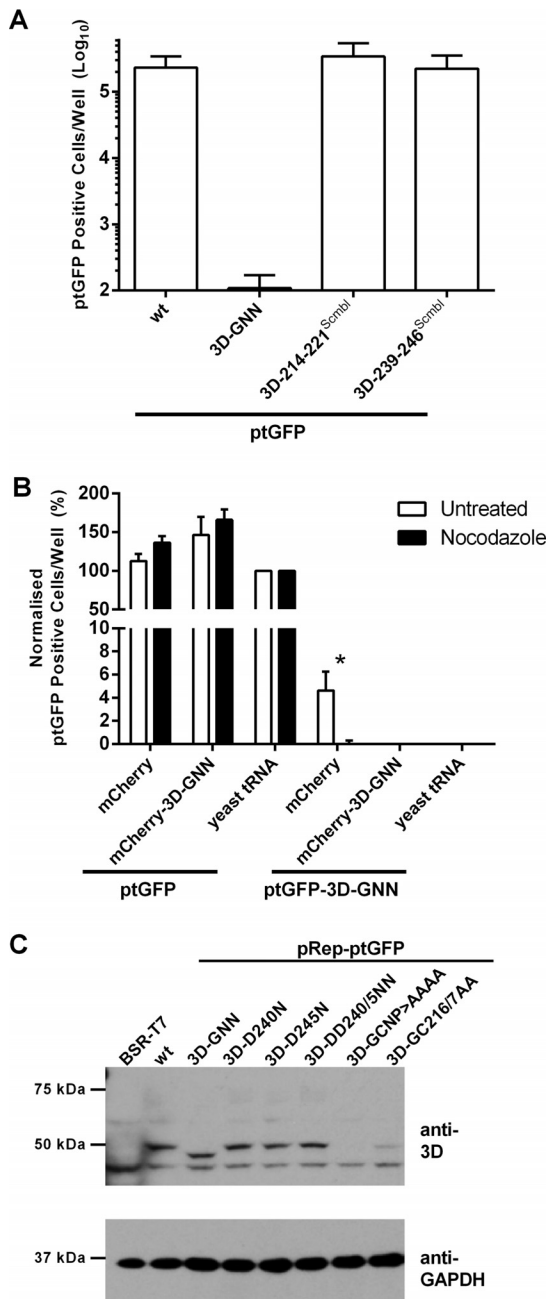 A
ptGFP Positive Cells/Well (Log10)
5
4
3
2
wt
3D-GNN
3D-214-221Scmbl
3D-239-246Scmbl
ptGFP
B
Normalised
ptGFP Positive Cells/Well (%)
200
150
100
50
10
8
6
4
2
0
Untreated
Nocodazole
*
mCherry
mCherry-3D-GNN
yeast tRNA
mCherry
mCherry-3D-GNN
yeast tRNA
ptGFP
ptGFP-3D-GNN
C
pRep-ptGFP
BSR-T7
wt
3D-GNN
3D-D240N
3D-D245N
3D-DD240/5NN
3D-GCNP>AAAA
3D-GC216/7AA
75 kDa
50 kDa
anti-
3D
37 kDa
anti-
GAPDH